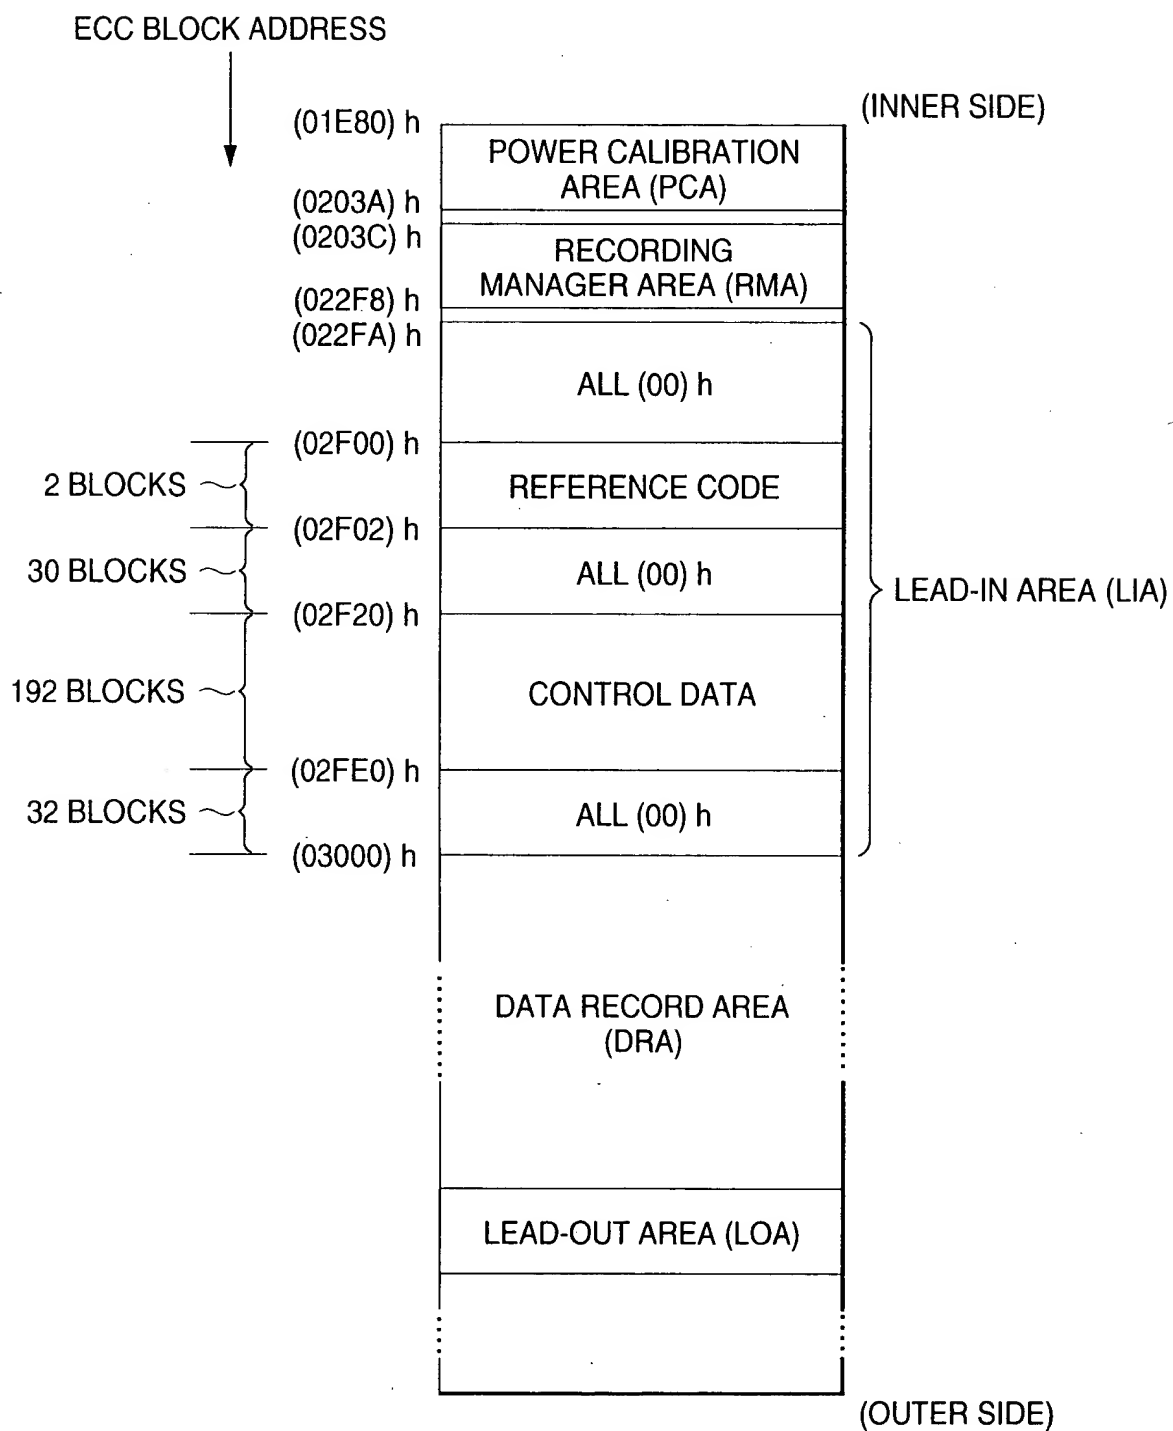 ECC BLOCK ADDRESS
(INNER SIDE)
(01E80) h
POWER CALIBRATION
AREA (PCA)
(0203A) h
(0203C) h
RECORDING
MANAGER AREA (RMA)
(022F8) h
(022FA) h
ALL (00) h
(02F00) h
2 BLOCKS
REFERENCE CODE
(02F02) h
30 BLOCKS
ALL (00) h
LEAD-IN AREA (LIA)
(02F20) h
192 BLOCKS
CONTROL DATA
(02FE0) h
32 BLOCKS
ALL (00) h
(03000) h
DATA RECORD AREA
(DRA)
LEAD-OUT AREA (LOA)
(OUTER SIDE)